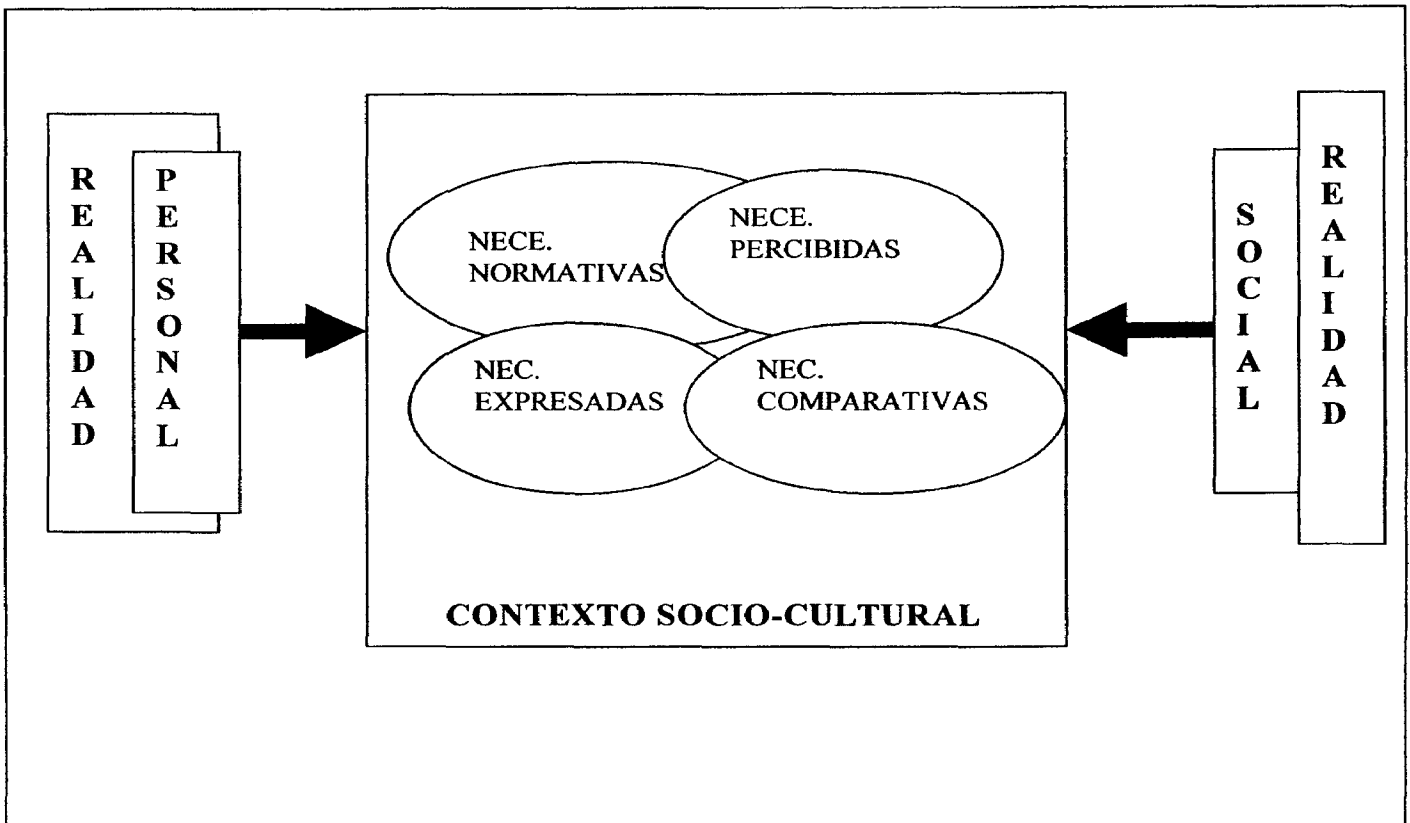 REALIDAD
PERSONAL
NECE.
NORMATIVAS
NECE.
PERCIBIDAS
NEC.
EXPRESADAS
NEC.
COMPARATIVAS
CONTEXTO SOCIO-CULTURAL
SOCIAL
REALIDAD